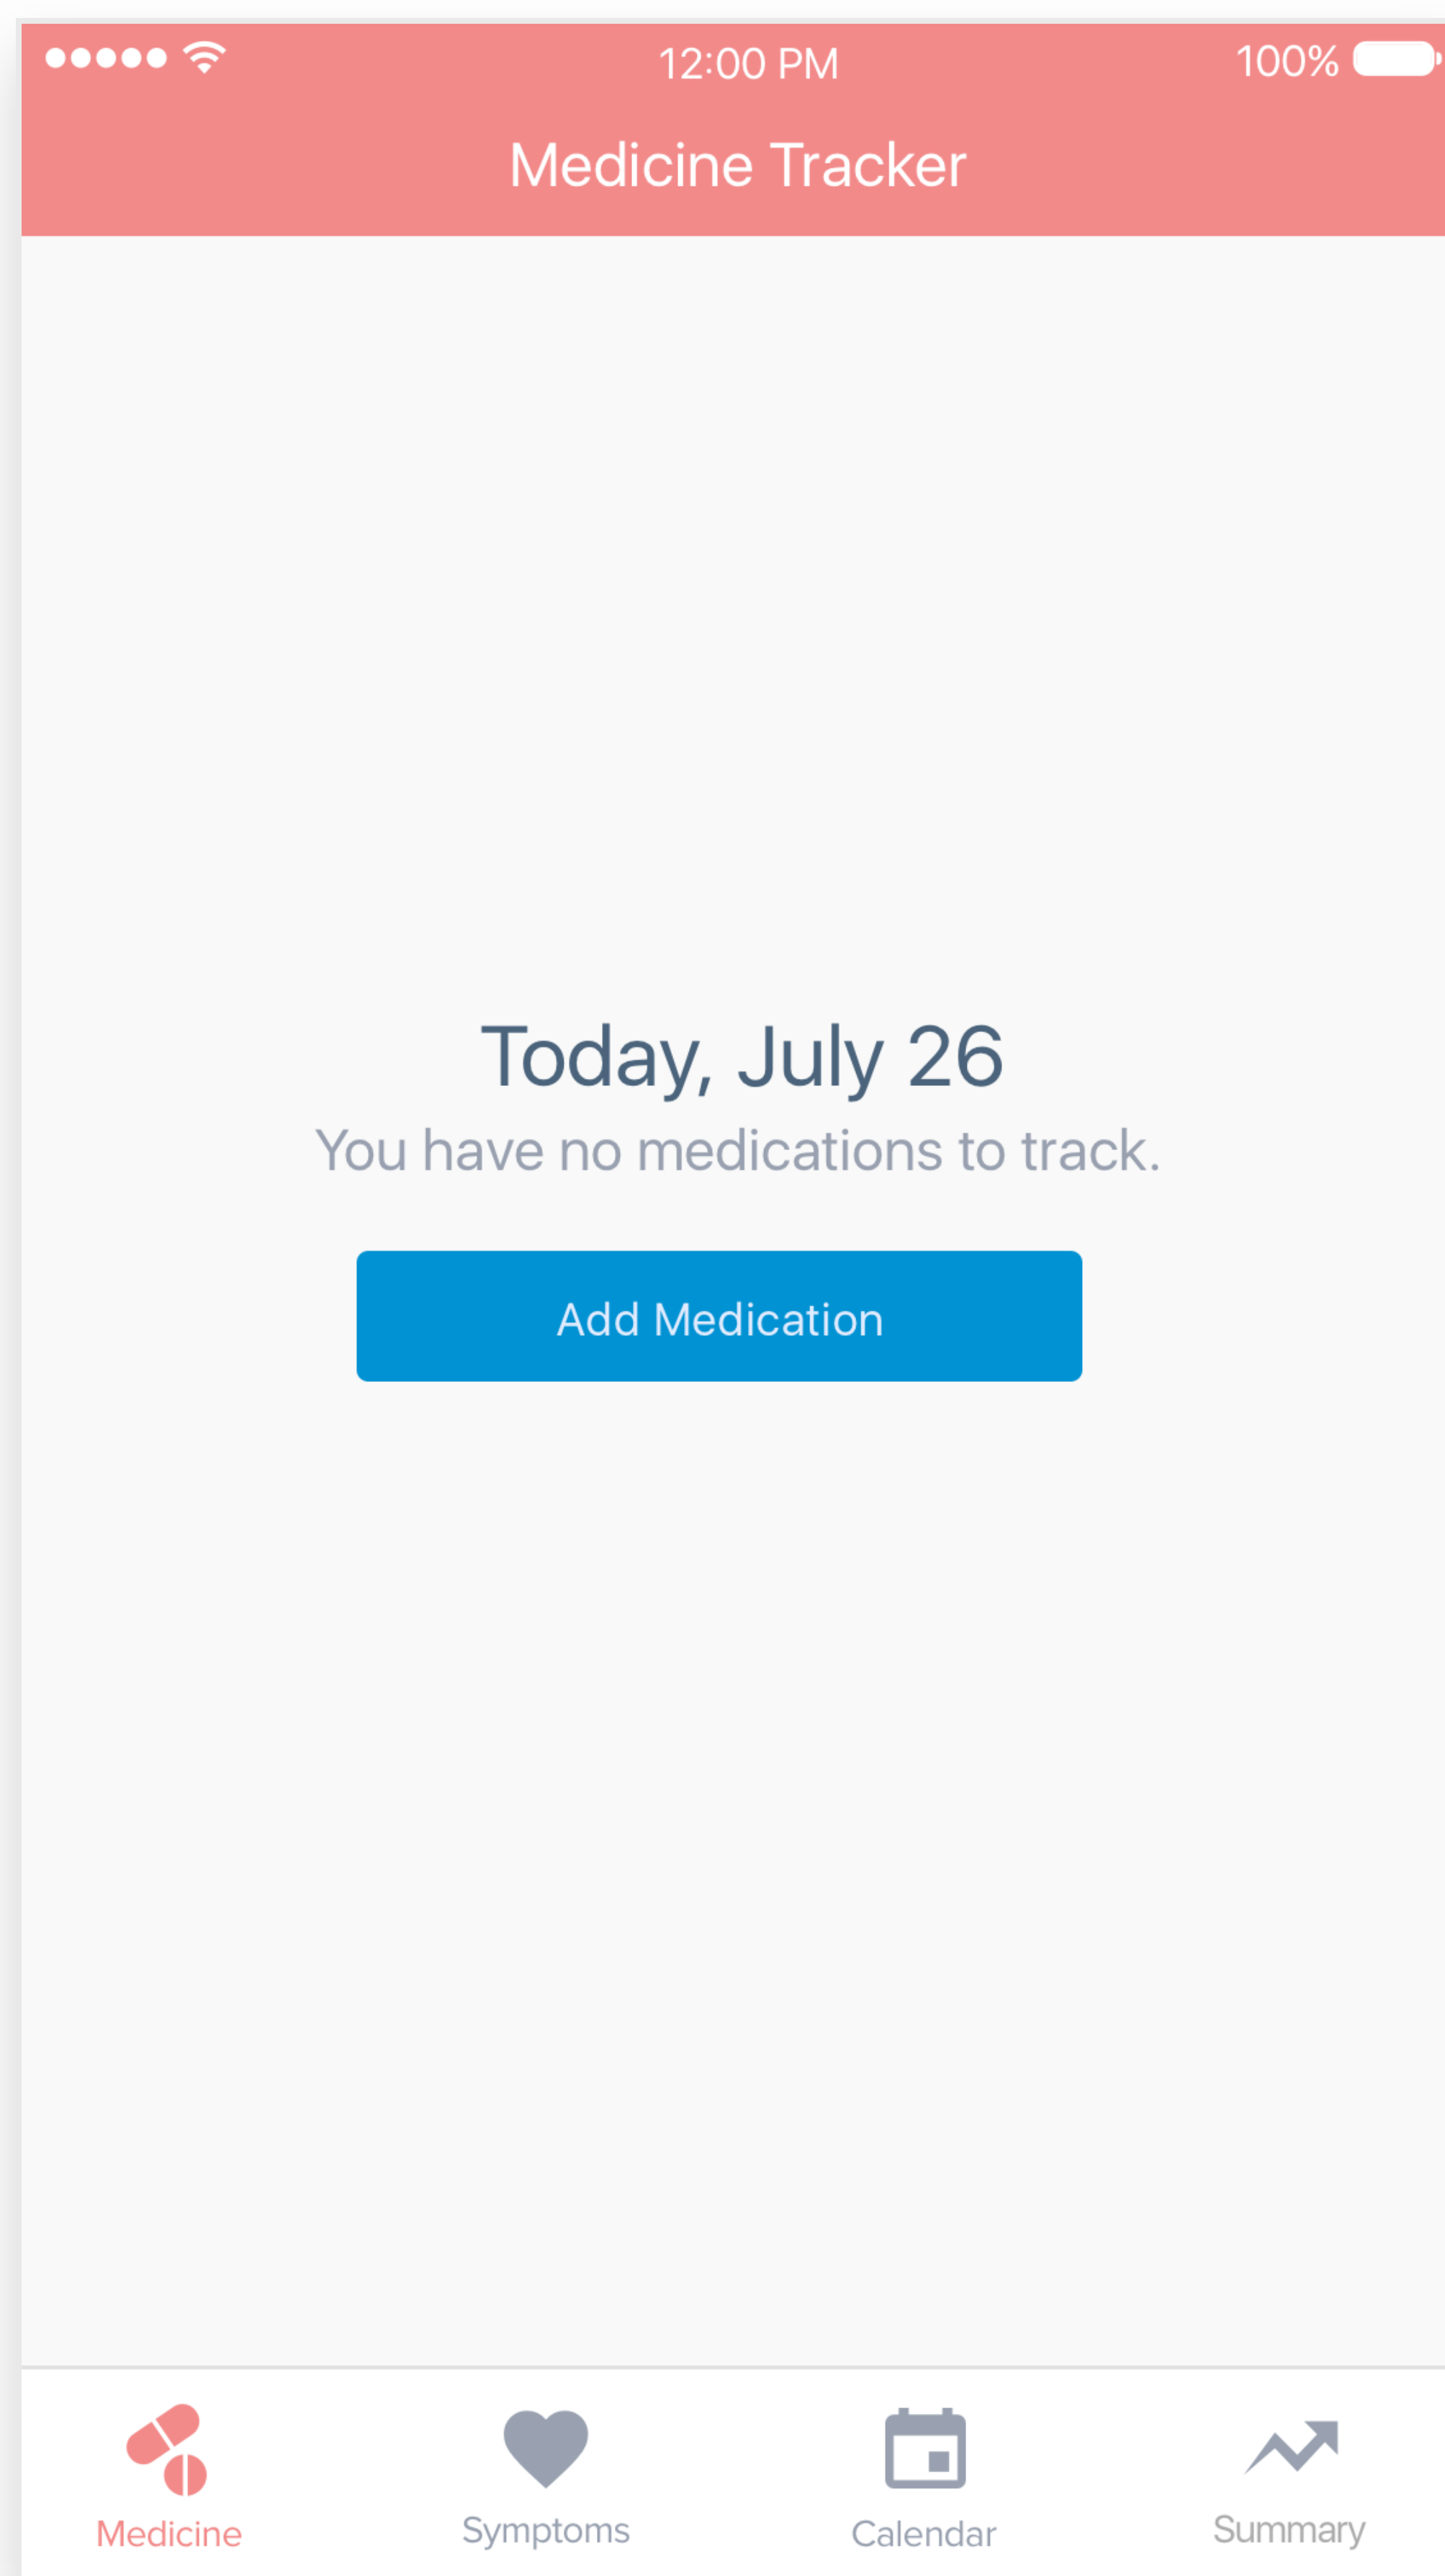 12:00 PM 100%
Medicine Tracker
Today, July 26
You have no medications to track.
Add Medication
Medicine Symptoms Calendar Summary